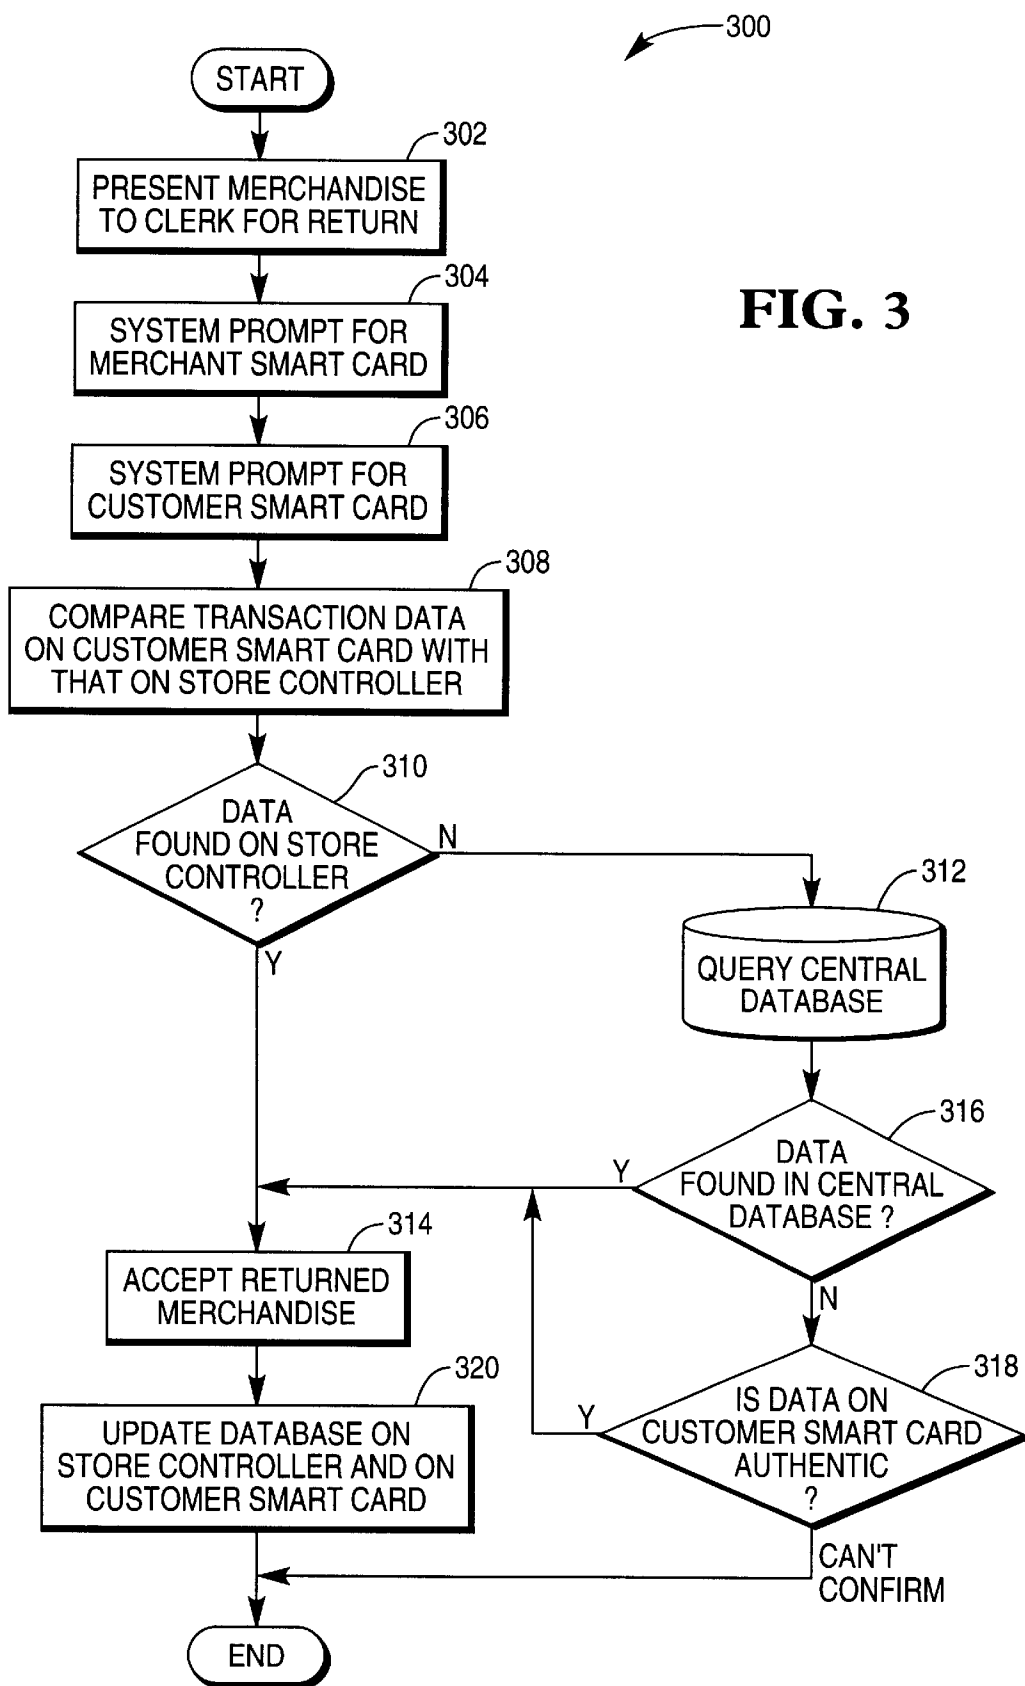 300
START
302
PRESENT MERCHANDISE
TO CLERK FOR RETURN
304
SYSTEM PROMPT FOR
MERCHANT SMART CARD
FIG. 3
306
SYSTEM PROMPT FOR
CUSTOMER SMART CARD
308
COMPARE TRANSACTION DATA
ON CUSTOMER SMART CARD WITH
THAT ON STORE CONTROLLER
310
DATA
FOUND ON STORE
CONTROLLER
?
N
Y
312
QUERY CENTRAL
DATABASE
316
DATA
FOUND IN CENTRAL
DATABASE ?
Y
N
314
ACCEPT RETURNED
MERCHANDISE
318
IS DATA ON
CUSTOMER SMART CARD
AUTHENTIC
?
Y
320
UPDATE DATABASE ON
STORE CONTROLLER AND ON
CUSTOMER SMART CARD
CAN'T
CONFIRM
END